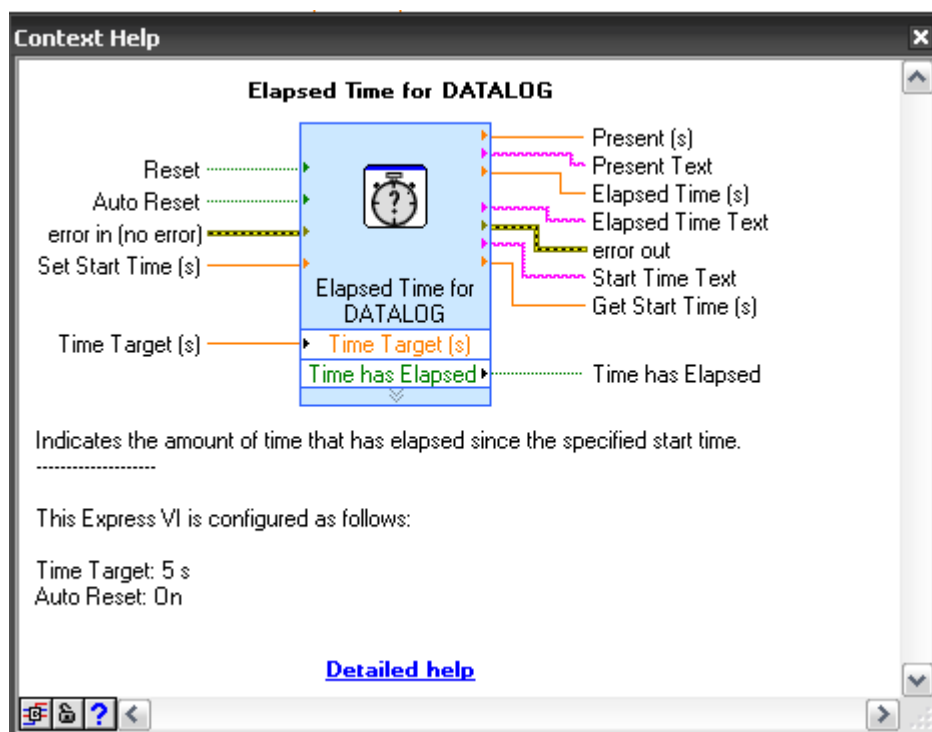 Context Help
Elapsed Time for DATALOG
Reset
Auto Reset
error in (no error)
Set Start Time (s)
Time Target (s)
Elapsed Time for
DATALOG
Time Target (s)
Time has Elapsed
Present (s)
Present Text
Elapsed Time (s)
Elapsed Time Text
error out
Start Time Text
Get Start Time (s)
Time has Elapsed
Indicates the amount of time that has elapsed since the specified start time.
--------------------
This Express VI is configured as follows:
Time Target: 5 s
Auto Reset: On
Detailed help